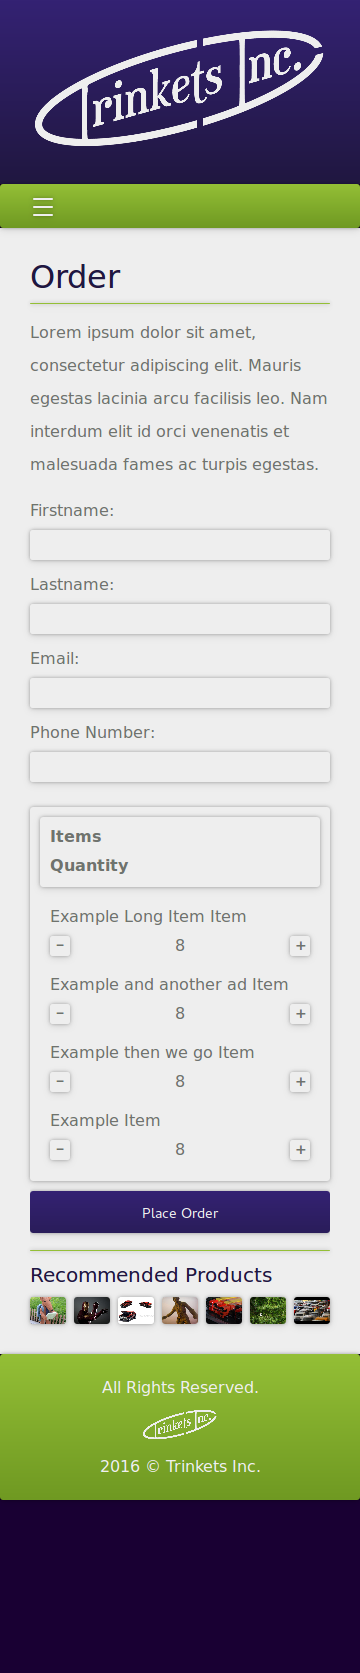 Trinkets Inc.
Order
Lorem ipsum dolor sit amet,
consectetur adipiscing elit. Mauris
egestas lacinia arcu facilisis leo. Nam
interdum elit id orci venenatis et
malesuada fames ac turpis egestas.
Firstname:
Lastname:
Email:
Phone Number:
Items
Quantity
Example Long Item Item
- 8 +
Example and another ad Item
- 8 +
Example then we go Item
- 8 +
Example Item
- 8 +
Place Order
Recommended Products
All Rights Reserved.
Trinkets Inc.
2016 © Trinkets Inc.